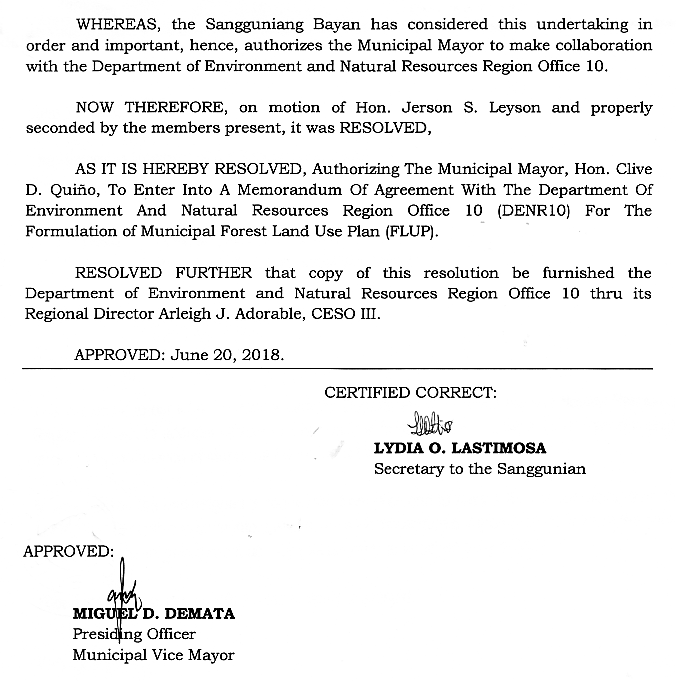 WHEREAS, the Sangguniang Bayan has considered this undertaking in
order and important, hence, authorizes the Municipal Mayor to make collaboration
with the Department of Environment and Natural Resources Region Office 10.
NOW THEREFORE, on motion of Hon. Jerson S. Leyson and properly
seconded by the members present, it was RESOLVED,
AS IT IS HEREBY RESOLVED, Authorizing The Municipal Mayor, Hon. Clive
D. Quiño, To Enter Into A Memorandum Of Agreement With The Department Of
Environment And Natural Resources Region Office 10 (DENR10) For The
Formulation of Municipal Forest Land Use Plan (FLUP).
RESOLVED FURTHER that copy of this resolution be furnished the
Department of Environment and Natural Resources Region Office 10 thru its
Regional Director Arleigh J. Adorable, CESO III.
APPROVED: June 20, 2018.
CERTIFIED CORRECT:
LYDIA O. LASTIMOSA
Secretary to the Sanggunian
APPROVED:
MIGUEL D. DEMATA
Presiding Officer
Municipal Vice Mayor